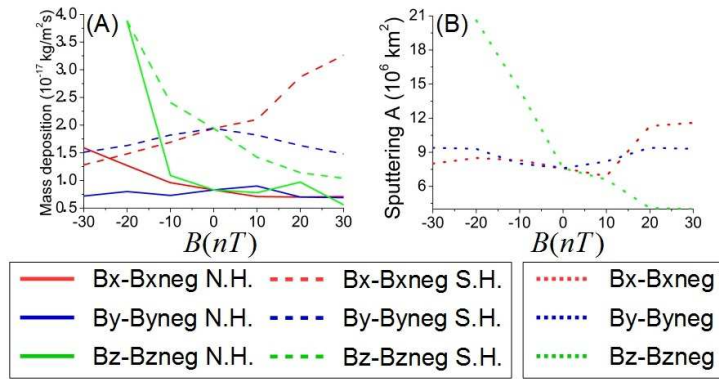 (A)
Mass deposition (10⁻¹⁷ kg/m²s)
4.0
3.5
3.0
2.5
2.0
1.5
1.0
0.5
-30 -20 -10 0 10 20 30
B(nT)
(B)
Sputtering A (10⁶ km²)
21
18
15
12
9
6
-30 -20 -10 0 10 20 30
B(nT)
Bx-Bxneg N.H. Bx-Bxneg S.H.
By-Byneg N.H. By-Byneg S.H.
Bz-Bzneg N.H. Bz-Bzneg S.H.
Bx-Bxneg
By-Byneg
Bz-Bzneg